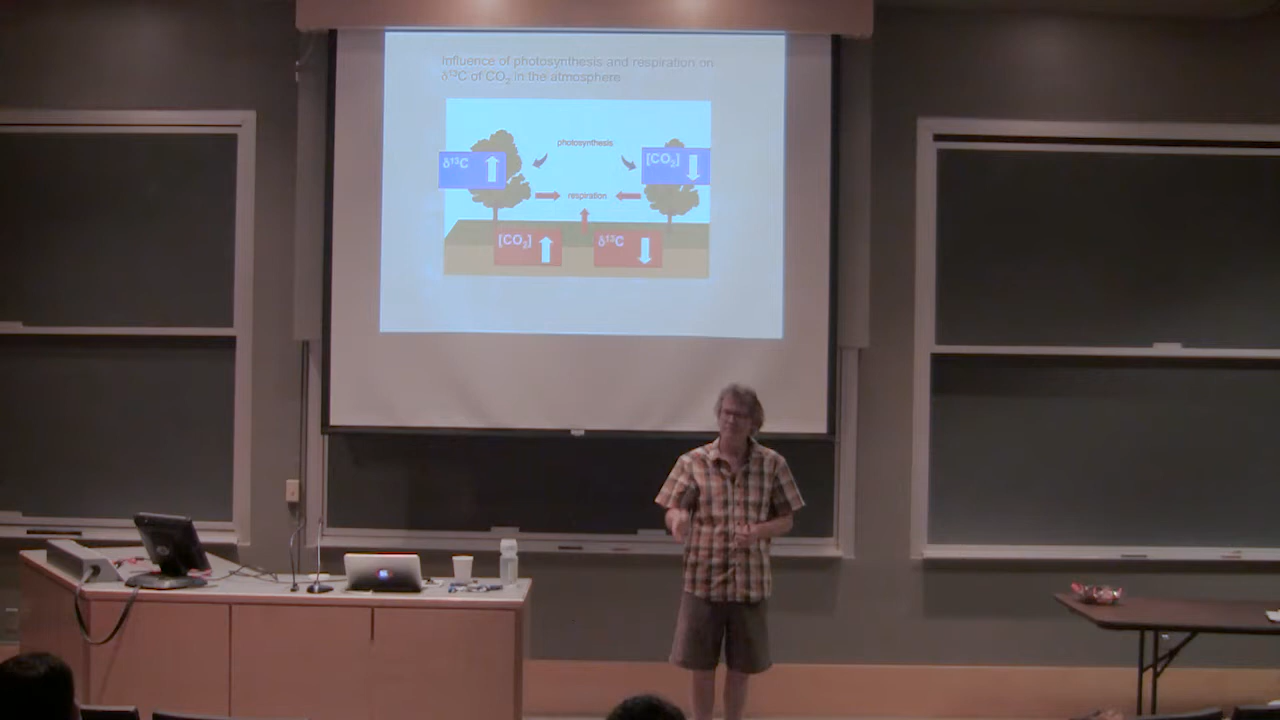 Influence of photosynthesis and respiration on
δ¹³C of CO₂ in the atmosphere
photosynthesis
δ¹³C
[CO₂]
respiration
[CO₂]
δ¹³C